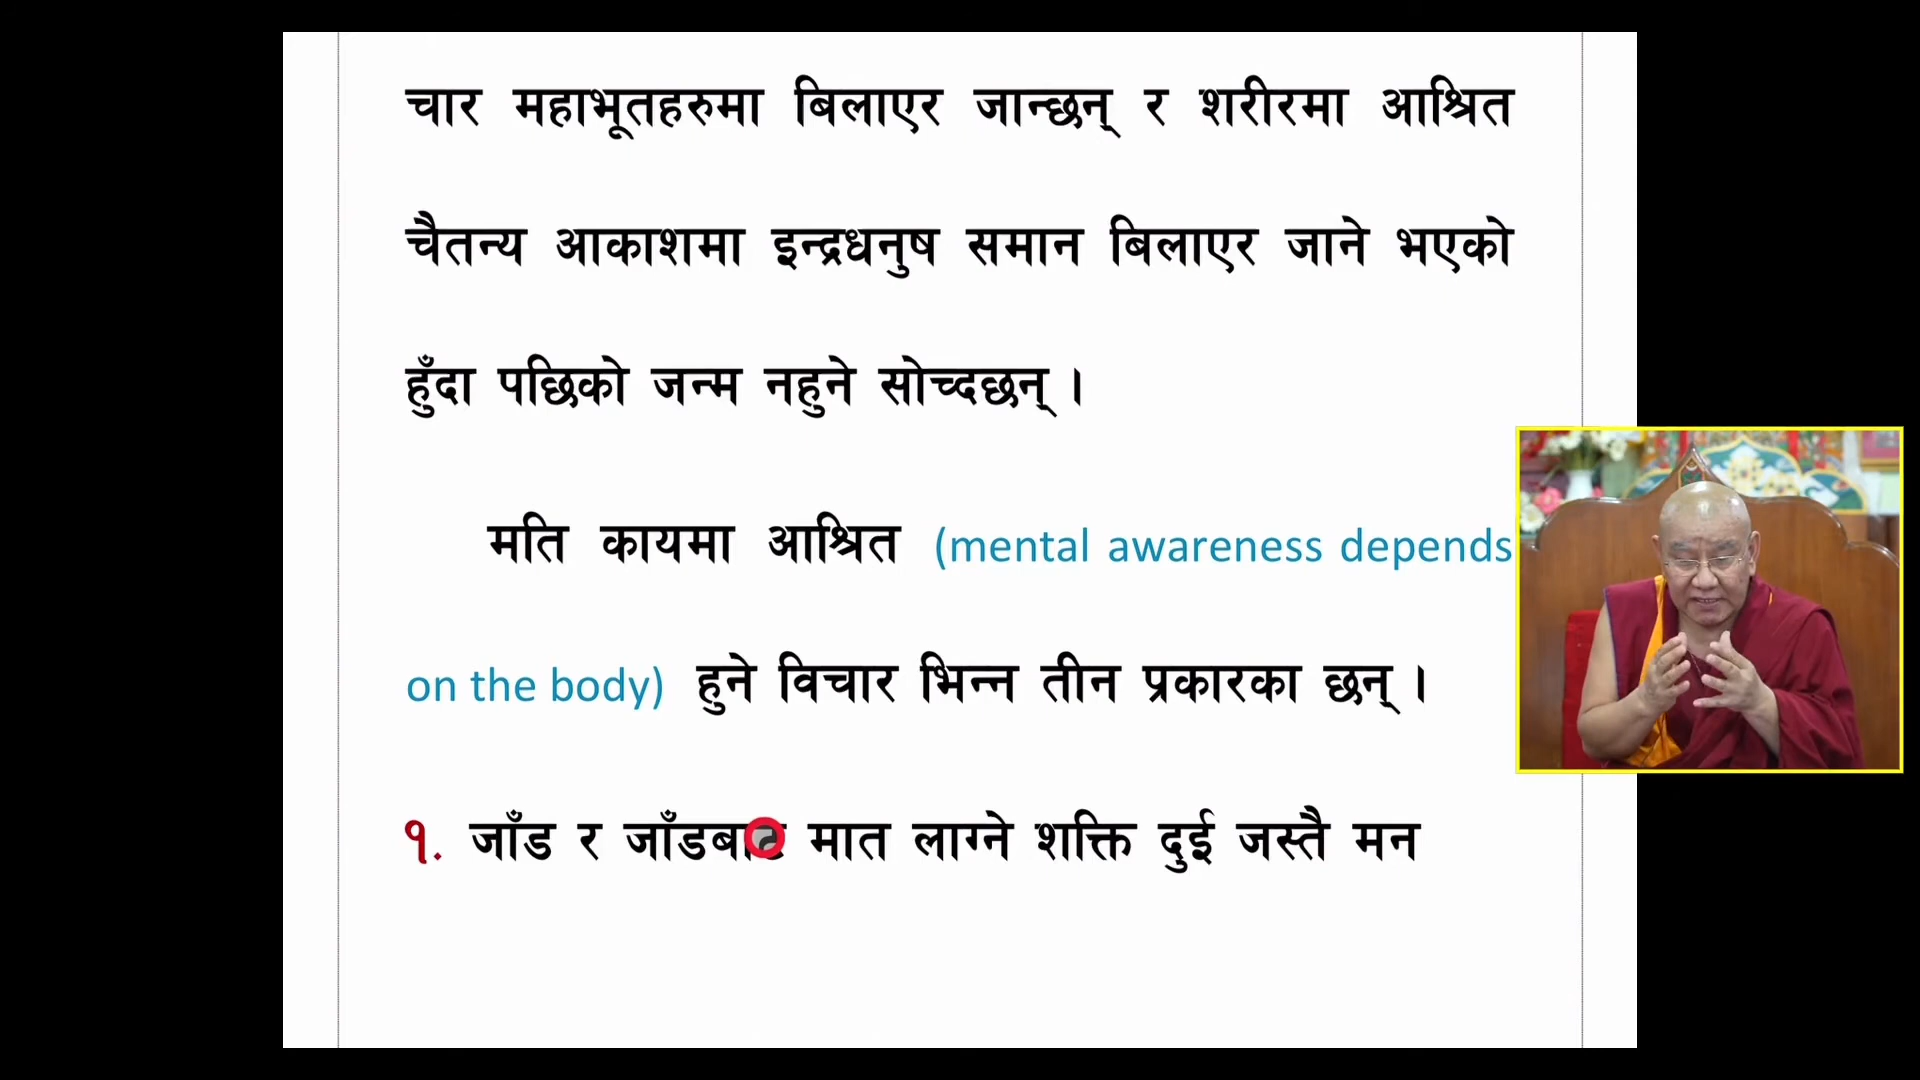 चार महाभूतहरुमा बिलाएर जान्छन् र शरीरमा आश्रित
चैतन्य आकाशमा इन्द्रधनुष समान बिलाएर जाने भएको
हुँदा पछिको जन्म नहुने सोच्दछन् ।
मति कायमा आश्रित (mental awareness depends
on the body) हुने विचार भिन्न तीन प्रकारका छन् ।
१. जाँड र जाँडबाट मात लाग्ने शक्ति दुई जस्तै मन